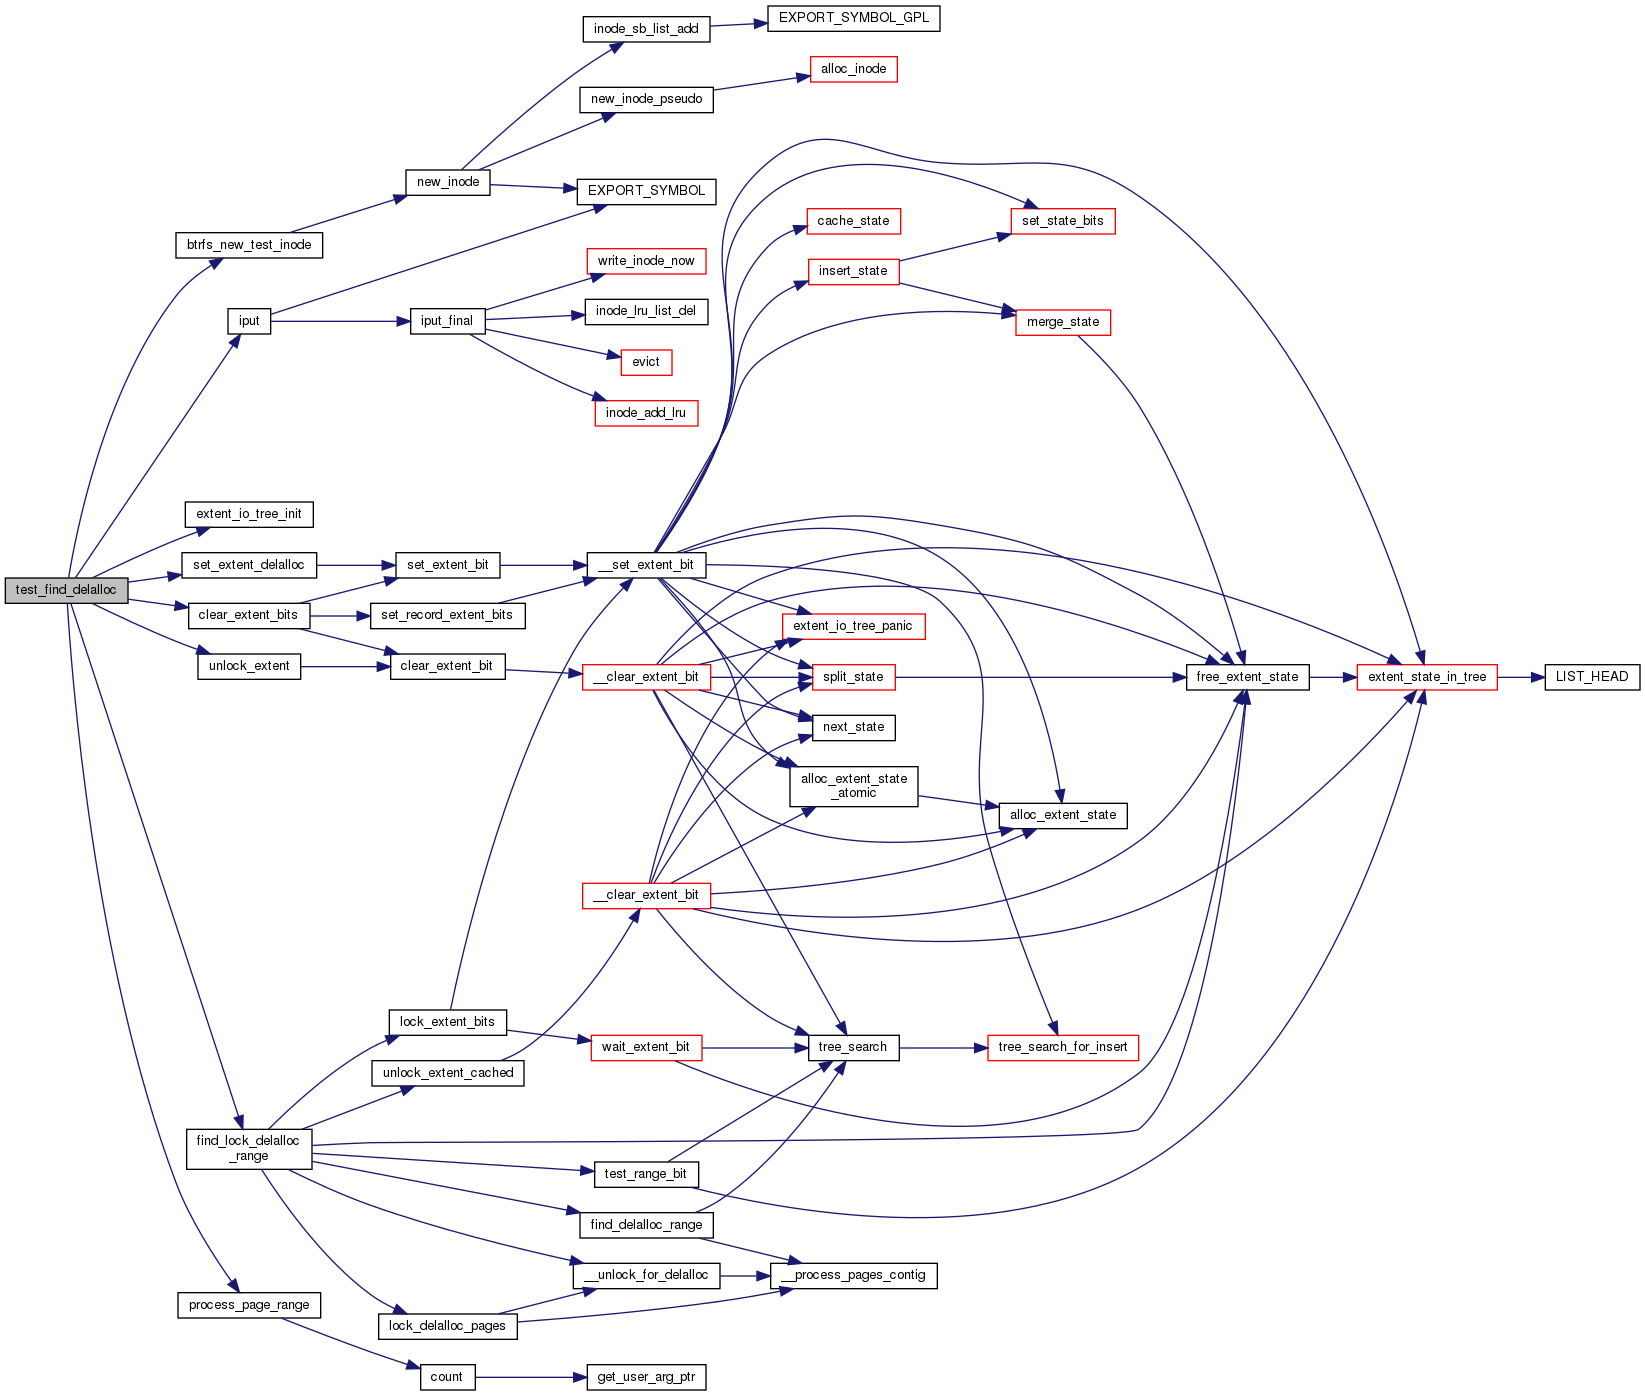 inode_sb_list_add
EXPORT_SYMBOL_GPL
alloc_inode
new_inode_pseudo
new_inode
EXPORT_SYMBOL
btrfs_new_test_inode
cache_state
set_state_bits
write_inode_now
insert_state
inode_lru_list_del
iput
iput_final
merge_state
evict
inode_add_lru
extent_io_tree_init
set_extent_delalloc
set_extent_bit
__set_extent_bit
test_find_delalloc
clear_extent_bits
set_record_extent_bits
extent_io_tree_panic
unlock_extent
clear_extent_bit
__clear_extent_bit
split_state
free_extent_state
extent_state_in_tree
LIST_HEAD
next_state
alloc_extent_state
_atomic
alloc_extent_state
__clear_extent_bit
lock_extent_bits
wait_extent_bit
tree_search
tree_search_for_insert
unlock_extent_cached
find_lock_delalloc
_range
test_range_bit
find_delalloc_range
__unlock_for_delalloc
__process_pages_contig
process_page_range
lock_delalloc_pages
count
get_user_arg_ptr